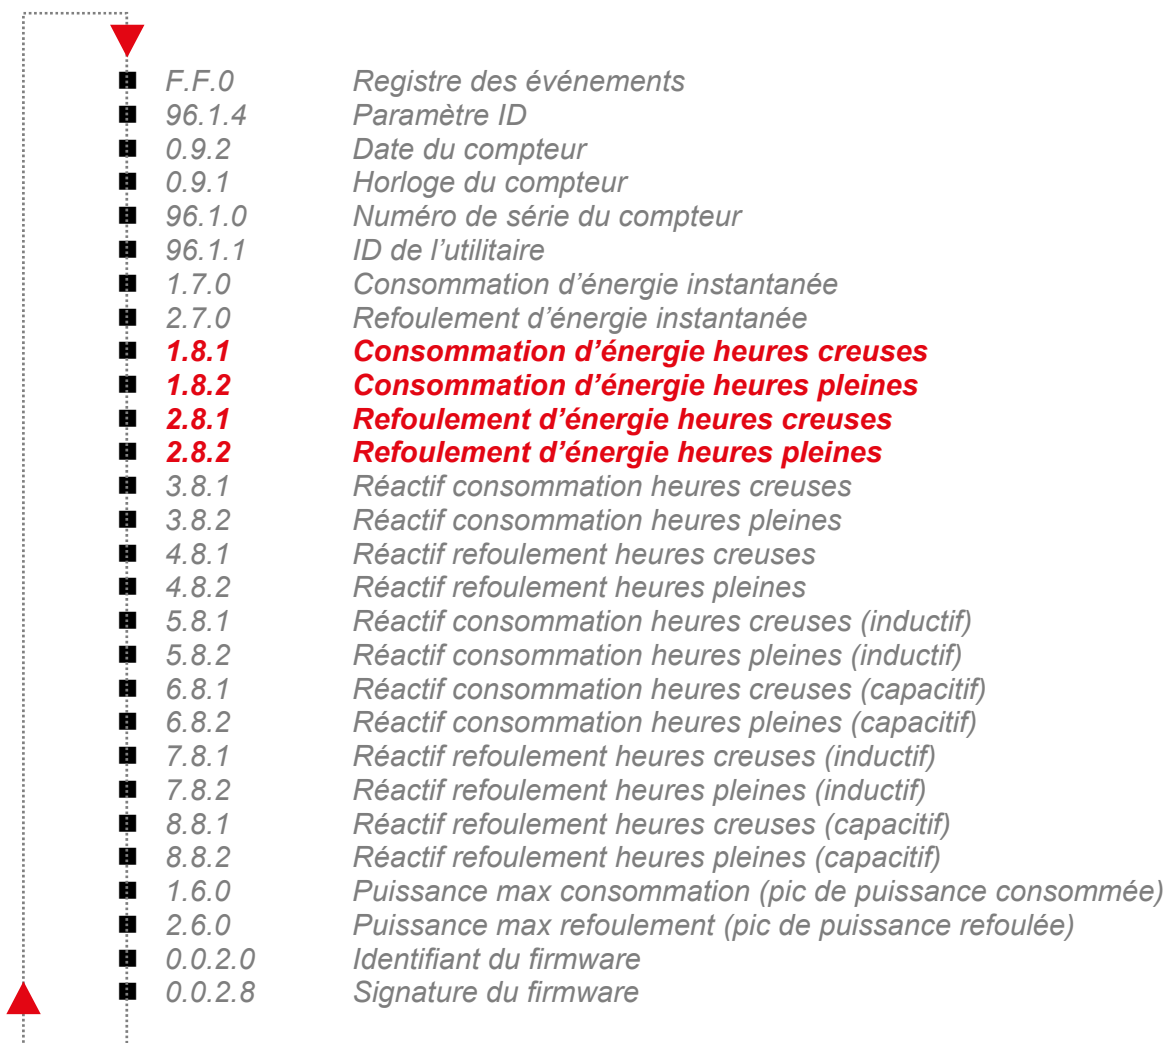 F.F.0 Registre des événements
96.1.4 Paramètre ID
0.9.2 Date du compteur
0.9.1 Horloge du compteur
96.1.0 Numéro de série du compteur
96.1.1 ID de l’utilitaire
1.7.0 Consommation d’énergie instantanée
2.7.0 Refoulement d’énergie instantanée
1.8.1 Consommation d’énergie heures creuses
1.8.2 Consommation d’énergie heures pleines
2.8.1 Refoulement d’énergie heures creuses
2.8.2 Refoulement d’énergie heures pleines
3.8.1 Réactif consommation heures creuses
3.8.2 Réactif consommation heures pleines
4.8.1 Réactif refoulement heures creuses
4.8.2 Réactif refoulement heures pleines
5.8.1 Réactif consommation heures creuses (inductif)
5.8.2 Réactif consommation heures pleines (inductif)
6.8.1 Réactif consommation heures creuses (capacitif)
6.8.2 Réactif consommation heures pleines (capacitif)
7.8.1 Réactif refoulement heures creuses (inductif)
7.8.2 Réactif refoulement heures pleines (inductif)
8.8.1 Réactif refoulement heures creuses (capacitif)
8.8.2 Réactif refoulement heures pleines (capacitif)
1.6.0 Puissance max consommation (pic de puissance consommée)
2.6.0 Puissance max refoulement (pic de puissance refoulée)
0.0.2.0 Identifiant du firmware
0.0.2.8 Signature du firmware